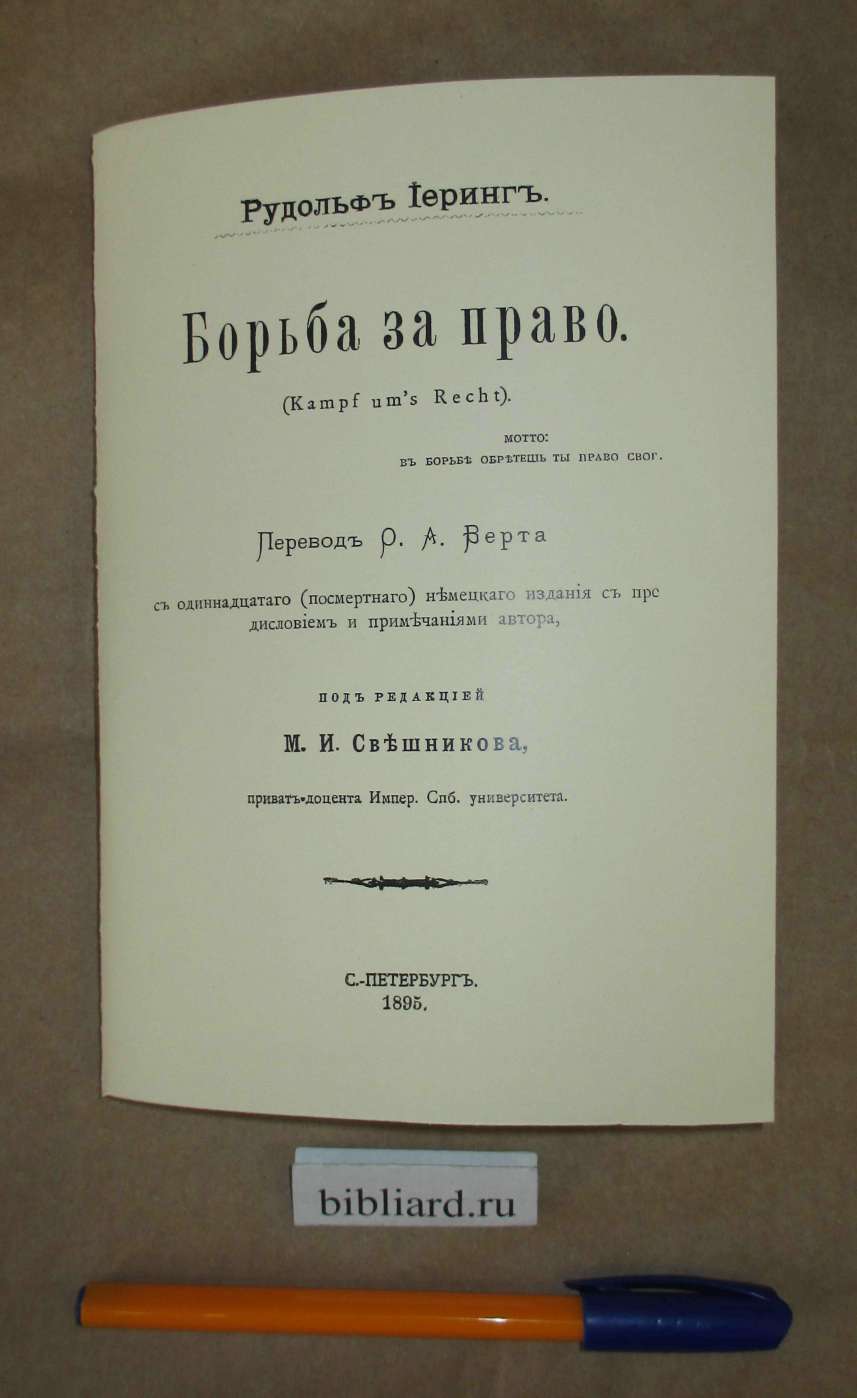 Рудольфъ Іерингъ.
Борьба за право.
(Kampf um's Recht).
МОТТО:
ВЪ БОРЬБѢ ОБРѢТЕШЬ ТЫ ПРАВО СВОГ.
Переводъ Р. А. Верта
съ одиннадцатаго (посмертнаго) нѣмецкаго изданія съ пре
дисловіемъ и примѣчаніями автора,
ПОДЪ РЕДАКЦІЕЙ
М. И. Свѣшникова,
приватъ-доцента Импер. Спб. университета.
С.-ПЕТЕРБУРГЪ.
1895.
bibliard.ru